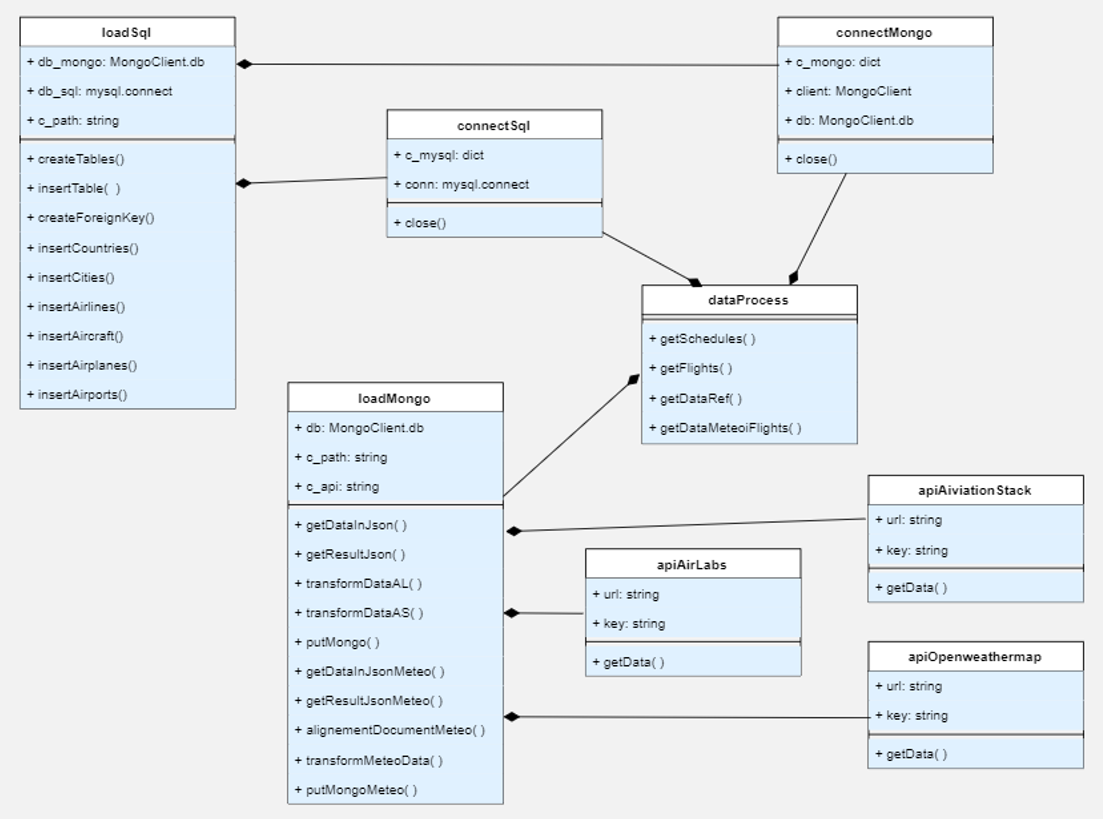 loadSql
+ db_mongo: MongoClient.db
+ db_sql: mysql.connect
+ c_path: string
+ createTables()
+ insertTable( )
+ createForeignKey()
+ insertCountries()
+ insertCities()
+ insertAirlines()
+ insertAircraft()
+ insertAirplanes()
+ insertAirports()
connectMongo
+ c_mongo: dict
+ client: MongoClient
+ db: MongoClient.db
+ close()
connectSql
+ c_mysql: dict
+ conn: mysql.connect
+ close()
dataProcess
+ getSchedules( )
+ getFlights( )
+ getDataRef( )
+ getDataMeteoiFlights( )
loadMongo
+ db: MongoClient.db
+ c_path: string
+ c_api: string
+ getDataInJson( )
+ getResultJson( )
+ transformDataAL( )
+ transformDataAS( )
+ putMongo( )
+ getDataInJsonMeteo( )
+ getResultJsonMeteo( )
+ alignementDocumentMeteo( )
+ transformMeteoData( )
+ putMongoMeteo( )
apiAiviationStack
+ url: string
+ key: string
+ getData( )
apiAirLabs
+ url: string
+ key: string
+ getData( )
apiOpenweathermap
+ url: string
+ key: string
+ getData( )